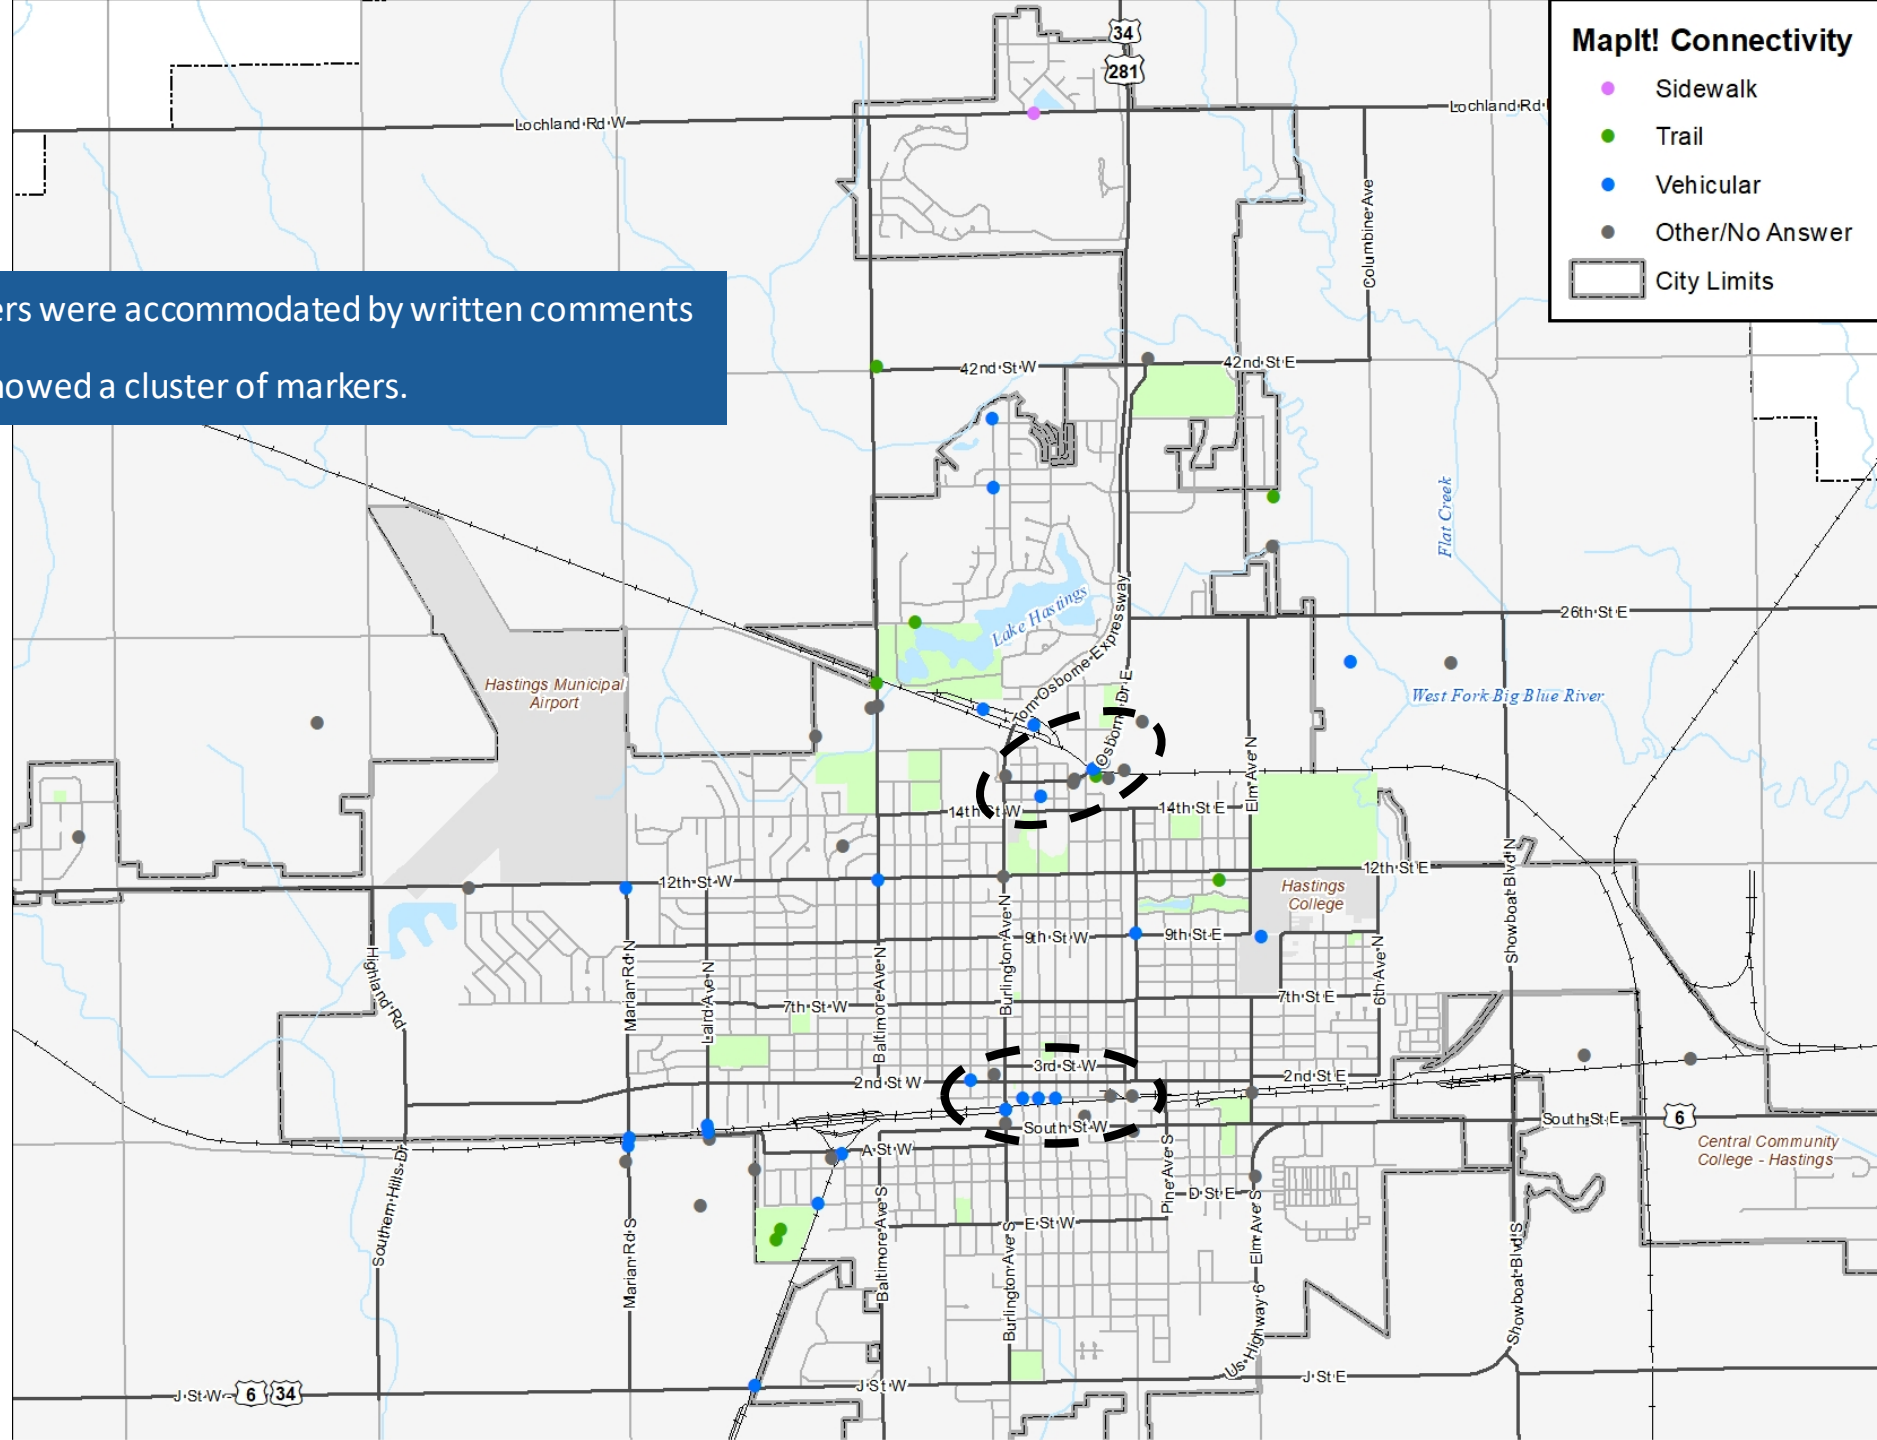 34
281
MapIt! Connectivity
Sidewalk
Trail
Vehicular
Other/No Answer
City Limits
Lochland Rd W
Lochland Rd
Columbine Ave
were accommodated by written comments
a cluster of markers.
42nd St W
42nd St E
Flat Creek
Lake Hastings
Tom Osborne Expressway
26th St E
Hastings Municipal
Airport
West Fork Big Blue River
Osborne Dr E
Elm Ave N
14th St W
14th St E
12th St W
12th St E
Hastings
College
Showboat Blvd N
Highland Rd
Marian Rd N
Laird Ave N
Baltimore Ave N
Burlington Ave N
9th St W
9th St E
6th Ave N
7th St W
7th St E
3rd St W
2nd St W
2nd St E
South St W
South St E
6
A St W
Central Community
College - Hastings
Southern Hills Dr
Marian Rd S
Baltimore Ave S
Burlington Ave S
Pine Ave S
D St E
E St W
Elm Ave S
Showboat Blvd S
Us Highway 6
J St W
6
34
J St W
J St E